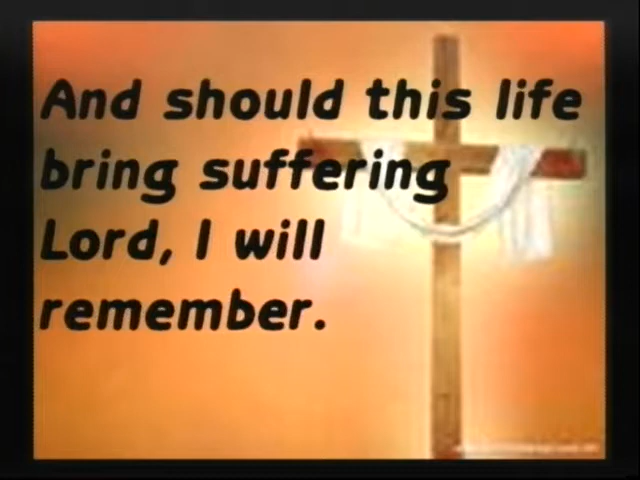 And should this life
bring suffering
Lord, I will
remember.